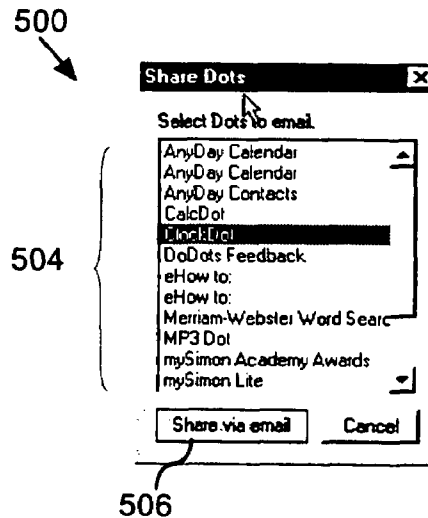 500
Share Dots
Select Dots to email.
AnyDay Calendar
AnyDay Calendar
AnyDay Contacts
CalcDot
ClockDot
DoDots Feedback
eHow to:
eHow to:
Merriam-Webster Word Searc
MP3 Dot
mySimon Academy Awards
mySimon Lite
504
Share via email Cancel
506